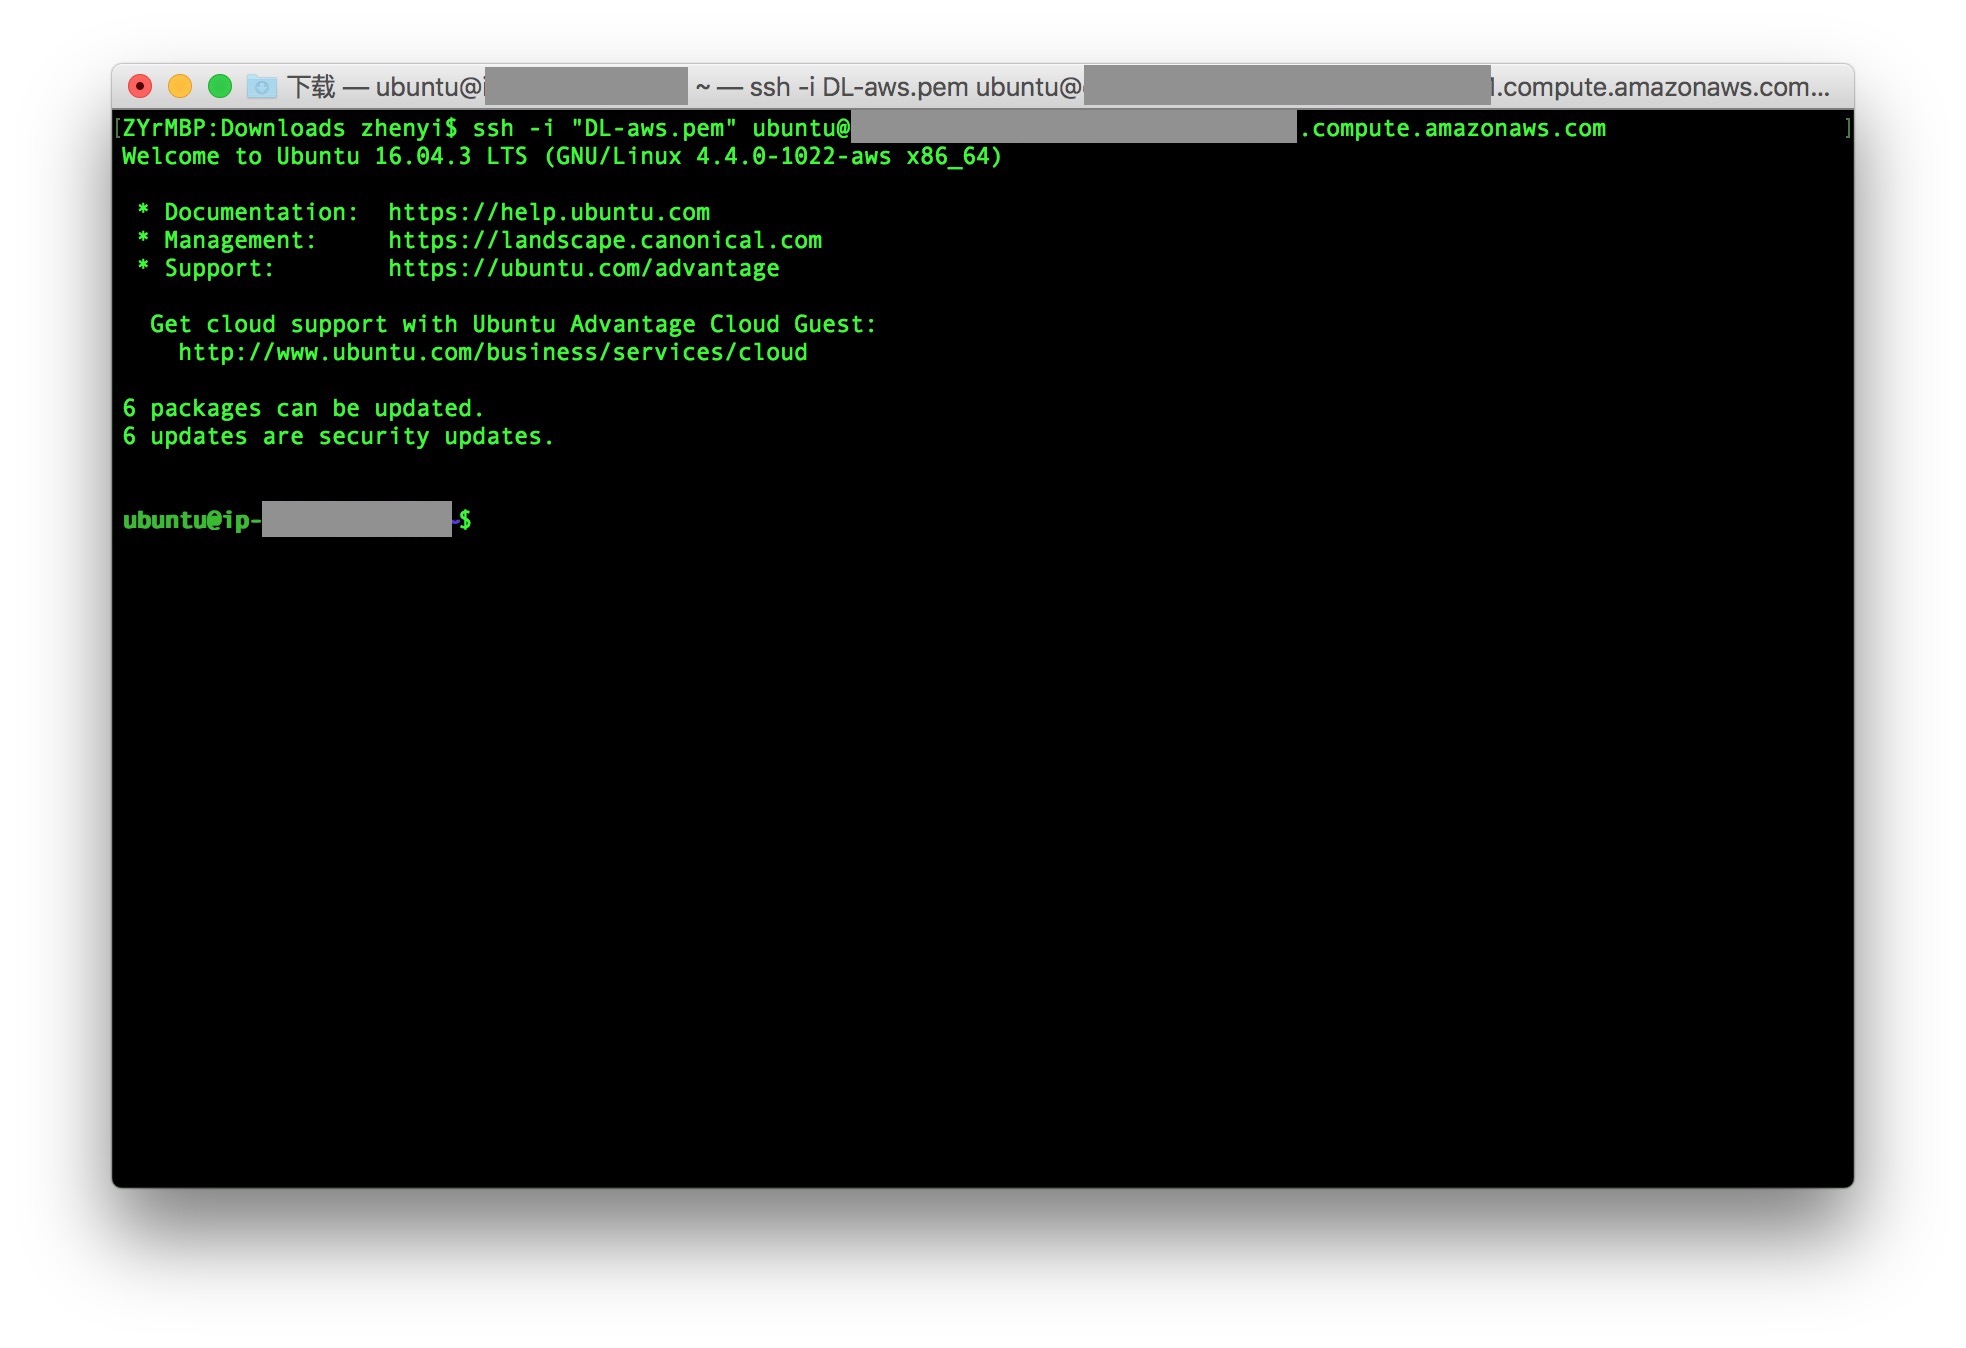 下载 — ubuntu@ ~ — ssh -i DL-aws.pem ubuntu@ .compute.amazonaws.com...
[ZYrMBP:Downloads zhenyi$ ssh -i "DL-aws.pem" ubuntu@ .compute.amazonaws.com ]
Welcome to Ubuntu 16.04.3 LTS (GNU/Linux 4.4.0-1022-aws x86_64)
* Documentation: https://help.ubuntu.com
* Management: https://landscape.canonical.com
* Support: https://ubuntu.com/advantage
Get cloud support with Ubuntu Advantage Cloud Guest:
http://www.ubuntu.com/business/services/cloud
6 packages can be updated.
6 updates are security updates.
ubuntu@ip- ~$